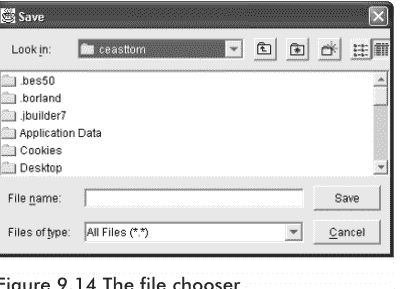 Save
Look in: ceasttom
.bes50
.borland
.jbuilder7
Application Data
Cookies
Desktop
File name: Save
Files of type: All Files (*.*) Cancel
Figure 9.14 The file chooser